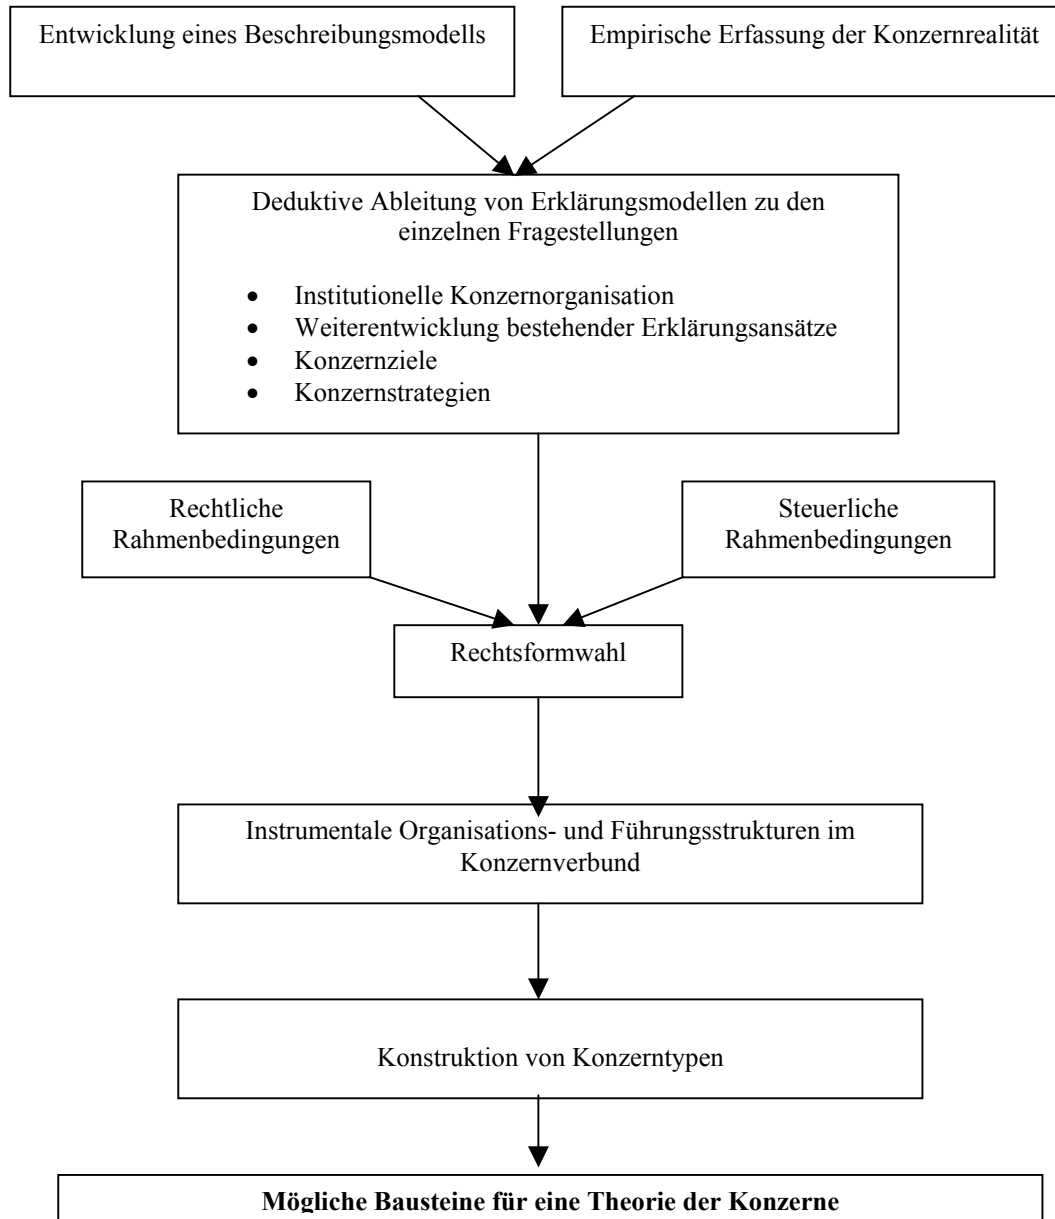 Entwicklung eines Beschreibungsmodells
Empirische Erfassung der Konzernrealität
Deduktive Ableitung von Erklärungsmodellen zu den
einzelnen Fragestellungen
• Institutionelle Konzernorganisation
• Weiterentwicklung bestehender Erklärungsansätze
• Konzernziele
• Konzernstrategien
Rechtliche
Rahmenbedingungen
Steuerliche
Rahmenbedingungen
Rechtsformwahl
Instrumentale Organisations- und Führungsstrukturen im
Konzernverbund
Konstruktion von Konzerntypen
Mögliche Bausteine für eine Theorie der Konzerne